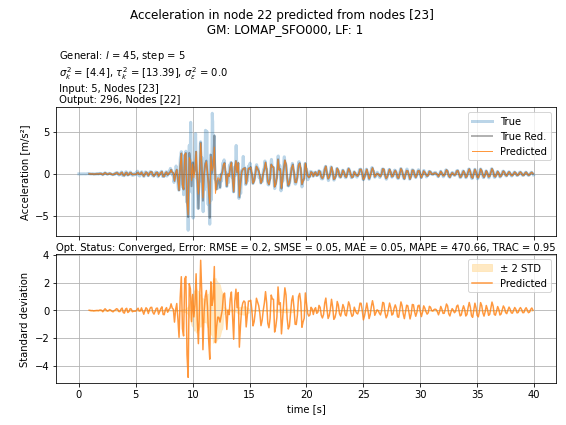 Acceleration in node 22 predicted from nodes [23]
GM: LOMAP_SFO000, LF: 1
General: l = 45, step = 5
σ²ₖ = [4.4], τ²ₖ = [13.39], σ²ε = 0.0
Input: 5, Nodes [23]
Output: 296, Nodes [22]
True
True Red.
Predicted
Acceleration [m/s²]
5
0
−5
Opt. Status: Converged, Error: RMSE = 0.2, SMSE = 0.05, MAE = 0.05, MAPE = 470.66, TRAC = 0.95
± 2 STD
Predicted
Standard deviation
4
2
0
−2
−4
0 5 10 15 20 25 30 35 40
time [s]